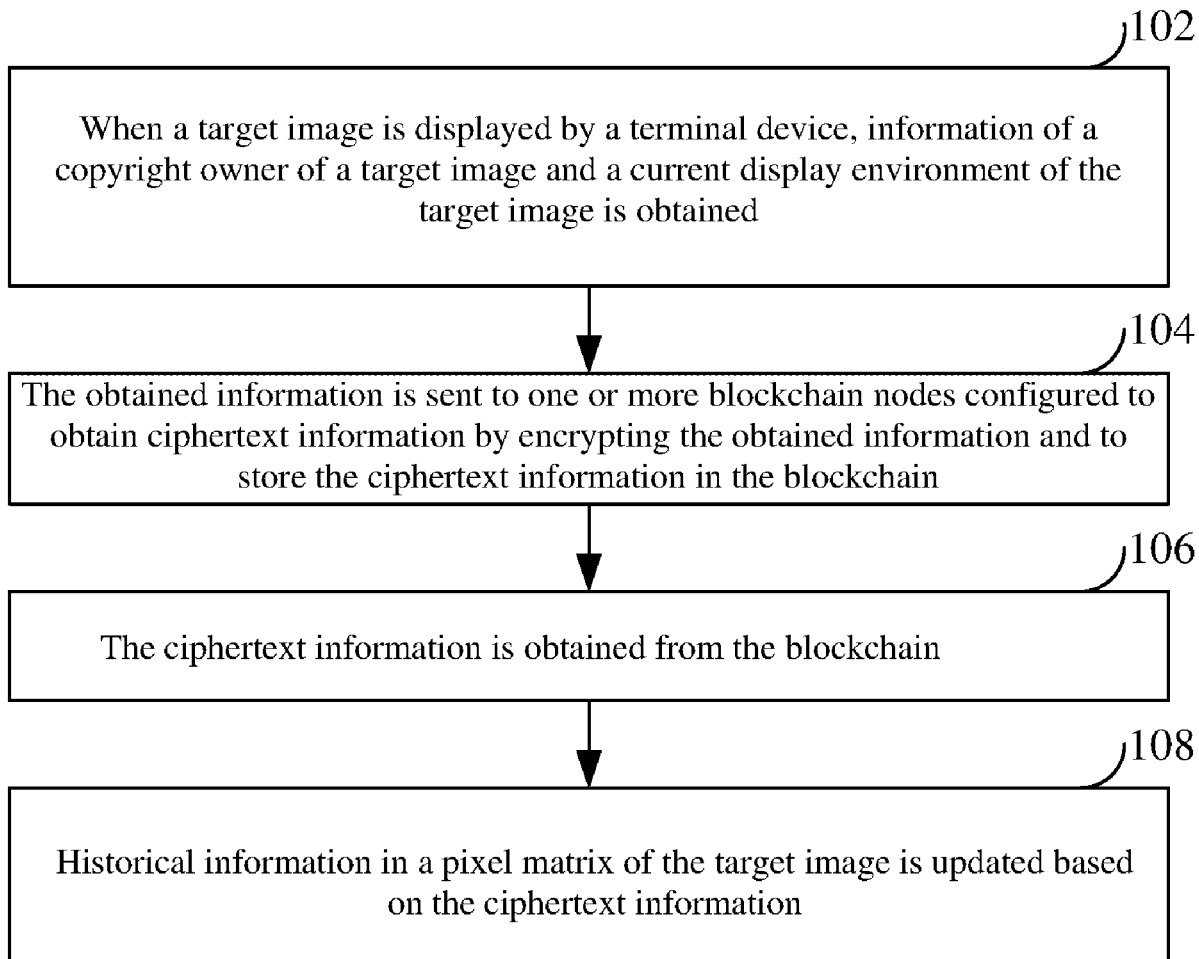 102
When a target image is displayed by a terminal device, information of a
copyright owner of a target image and a current display environment of the
target image is obtained
104
The obtained information is sent to one or more blockchain nodes configured to
obtain ciphertext information by encrypting the obtained information and to
store the ciphertext information in the blockchain
106
The ciphertext information is obtained from the blockchain
108
Historical information in a pixel matrix of the target image is updated based
on the ciphertext information